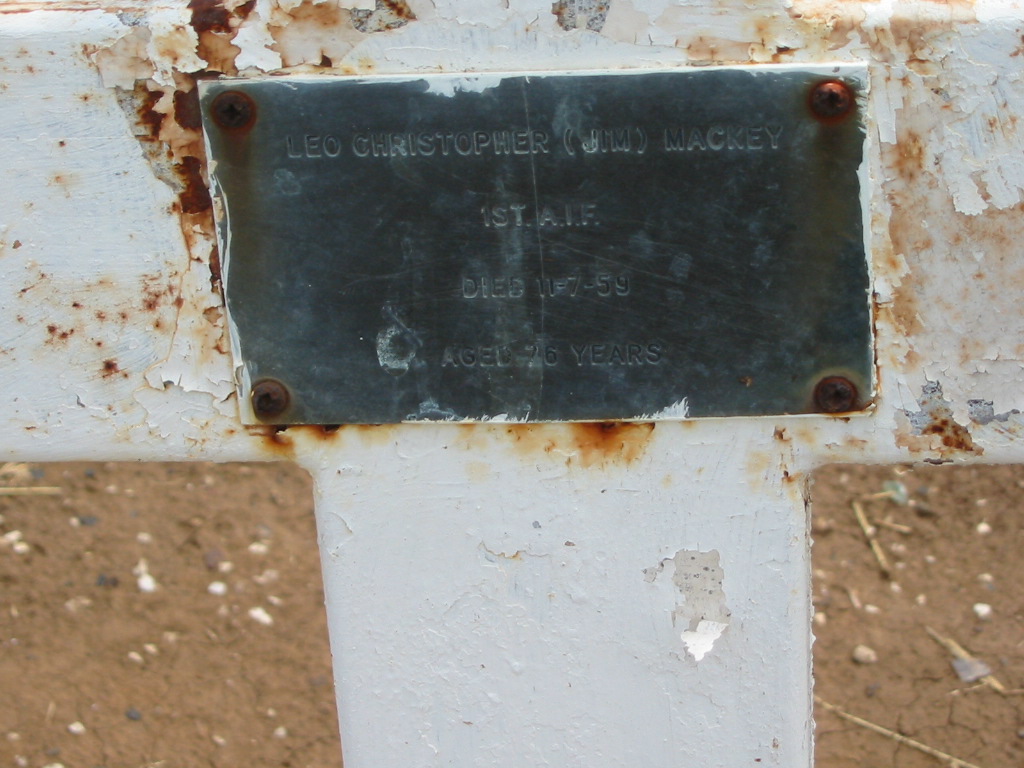 LEO CHRISTOPHER (JIM) MACKEY
1ST. A.I.F.
DIED 11-7-59
AGED 76 YEARS